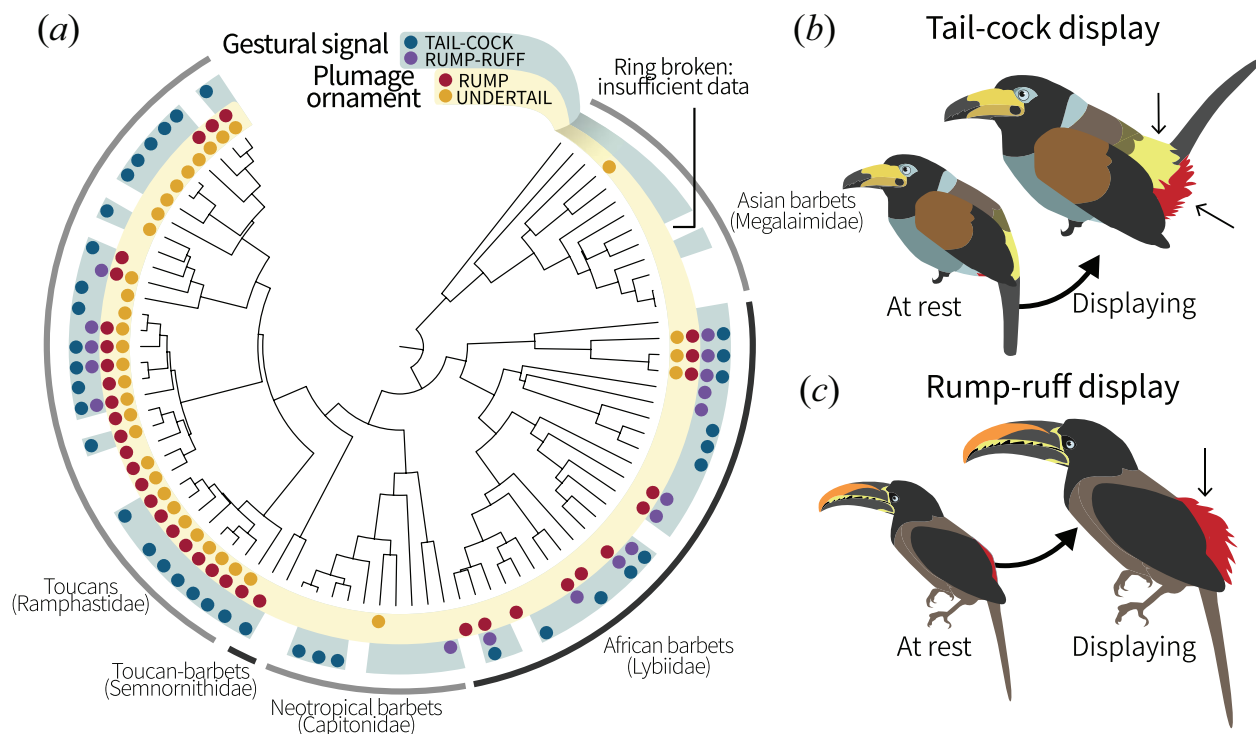 (a)
Gestural signal
TAIL-COCK
RUMP-RUFF
Plumage
ornament
RUMP
UNDERTAIL
Ring broken:
insufficient data
Asian barbets
(Megalaimidae)
African barbets
(Lybiidae)
Neotropical barbets
(Capitonidae)
Toucan-barbets
(Semnornithidae)
Toucans
(Ramphastidae)
(b)
Tail-cock display
At rest
Displaying
(c)
Rump-ruff display
At rest
Displaying